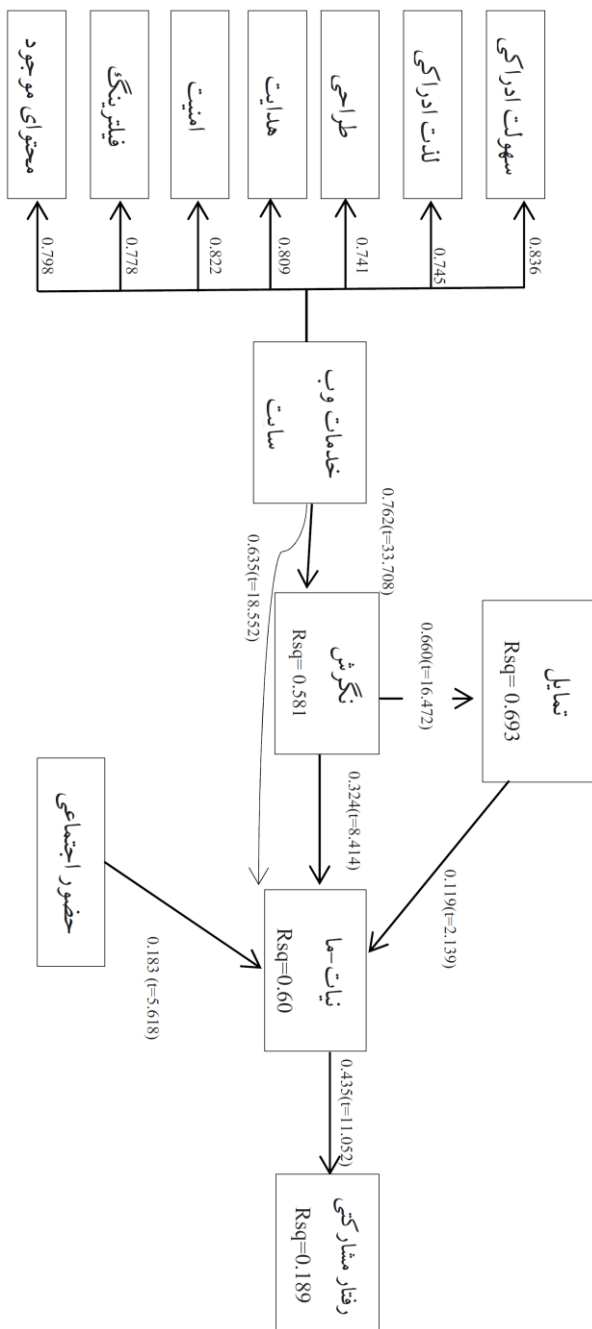 سهولت ادراکی
لذت ادراکی
طراحی
هدایت
امنیت
فیلترینگ
محتوای موجود
0.836
0.745
0.741
0.809
0.822
0.778
0.798
خدمات وب
سایت
0.762(t=33.708)
0.635(t=18.552)
تمایل
Rsq= 0.693
0.660(t=16.472)
نگرش
Rsq= 0.581
0.324(t=8.414)
0.119(t=2.139)
حضور اجتماعی
0.183 (t=5.618)
نیات-ما
Rsq=0.60
0.435(t=11.052)
رفتار مشارکتی
Rsq=0.189